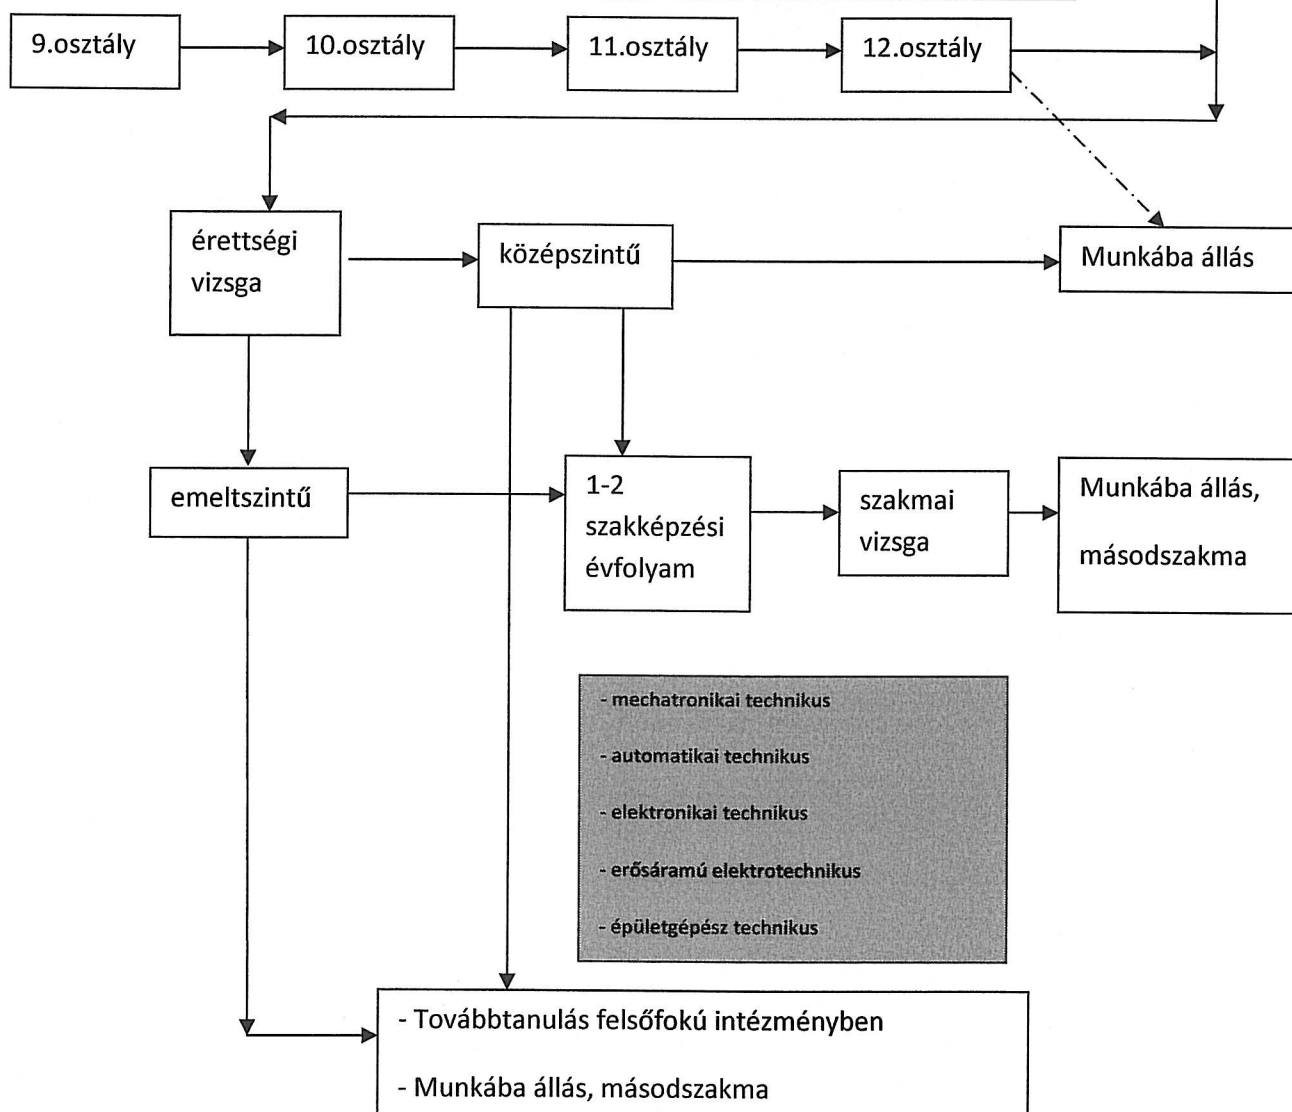 9.osztály
10.osztály
11.osztály
12.osztály
érettségi
vizsga
középszintű
Munkába állás
emeltszintű
1-2
szakképzési
évfolyam
szakmai
vizsga
Munkába állás,
másodszakma
- mechatronikai technikus
- automatikai technikus
- elektronikai technikus
- erősáramú elektrotechnikus
- épületgépész technikus
- Továbbtanulás felsőfokú intézményben
- Munkába állás, másodszakma